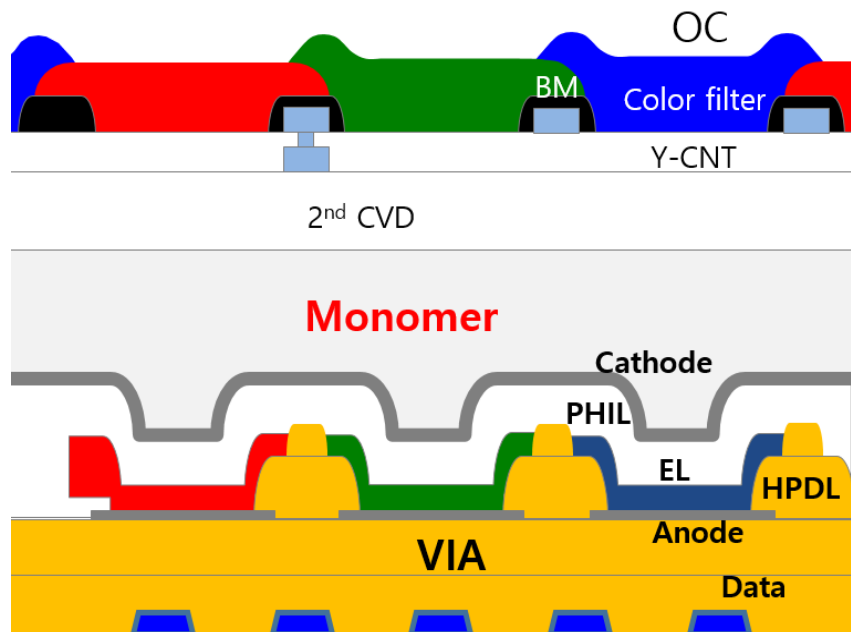 OC
BM
Color filter
Y-CNT
2nd CVD
Monomer
Cathode
PHIL
EL
HPDL
Anode
VIA
Data